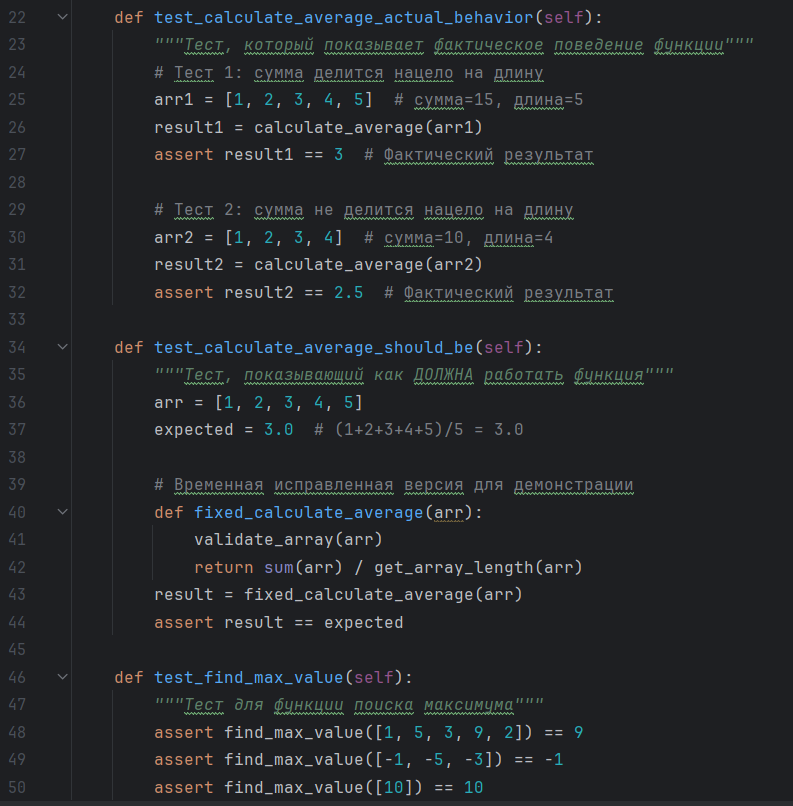 22 def test_calculate_average_actual_behavior(self):
23 """Тест, который показывает фактическое поведение функции"""
24 # Тест 1: сумма делится нацело на длину
25 arr1 = [1, 2, 3, 4, 5]  # сумма=15, длина=5
26 result1 = calculate_average(arr1)
27 assert result1 == 3  # Фактический результат
28
29 # Тест 2: сумма не делится нацело на длину
30 arr2 = [1, 2, 3, 4]  # сумма=10, длина=4
31 result2 = calculate_average(arr2)
32 assert result2 == 2.5  # Фактический результат
33
34 def test_calculate_average_should_be(self):
35 """Тест, показывающий как ДОЛЖНА работать функция"""
36 arr = [1, 2, 3, 4, 5]
37 expected = 3.0  # (1+2+3+4+5)/5 = 3.0
38
39 # Временная исправленная версия для демонстрации
40 def fixed_calculate_average(arr):
41 validate_array(arr)
42 return sum(arr) / get_array_length(arr)
43 result = fixed_calculate_average(arr)
44 assert result == expected
45
46 def test_find_max_value(self):
47 """Тест для функции поиска максимума"""
48 assert find_max_value([1, 5, 3, 9, 2]) == 9
49 assert find_max_value([-1, -5, -3]) == -1
50 assert find_max_value([10]) == 10